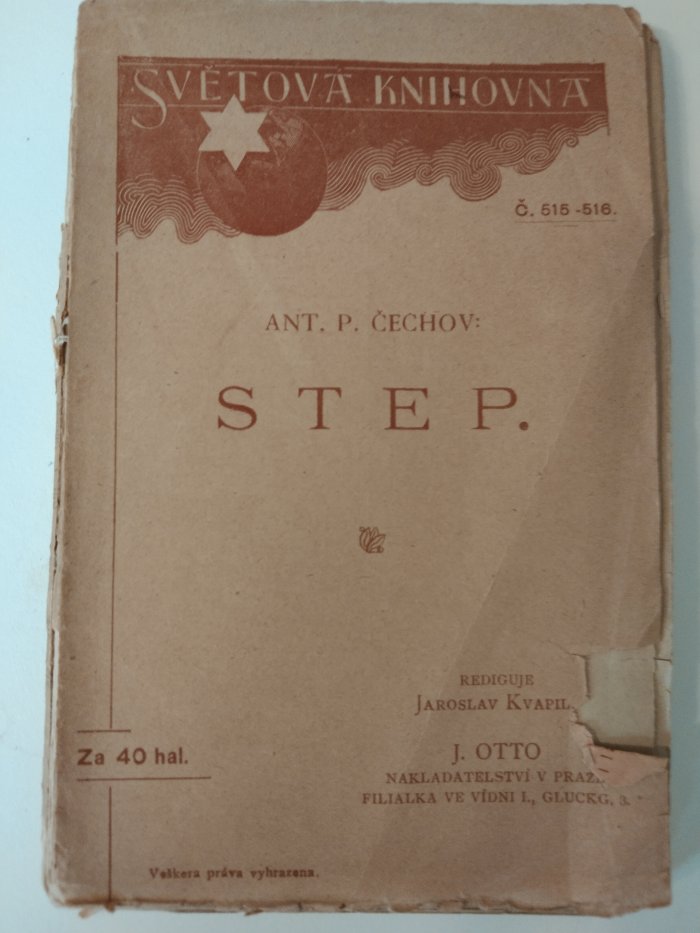 SVĚTOVÁ KNIHOVNA
Č. 515-516.
ANT. P. ČECHOV:
STEP.
REDIGUJE
JAROSLAV KVAPIL
J. OTTO
NAKLADATELSTVÍ V PRAZE
FILIALKA VE VÍDNI I., GLUCKG, 3.
Za 40 hal.
Veškera práva vyhrazena.